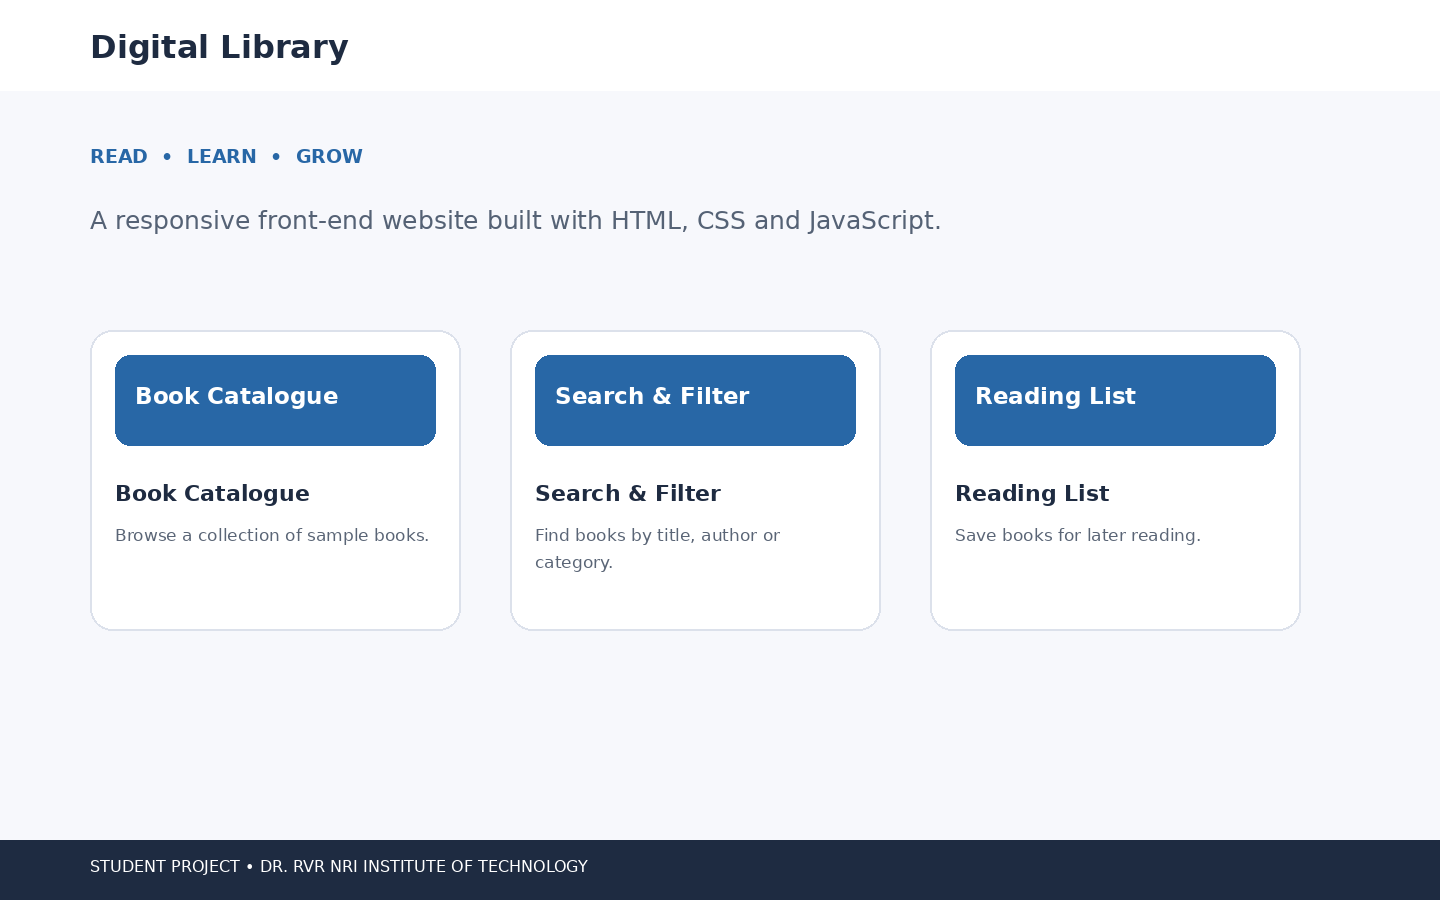 Digital Library
READ • LEARN • GROW
A responsive front-end website built with HTML, CSS and JavaScript.
Book Catalogue
Book Catalogue
Browse a collection of sample books.
Search & Filter
Search & Filter
Find books by title, author or
category.
Reading List
Reading List
Save books for later reading.
STUDENT PROJECT • DR. RVR NRI INSTITUTE OF TECHNOLOGY